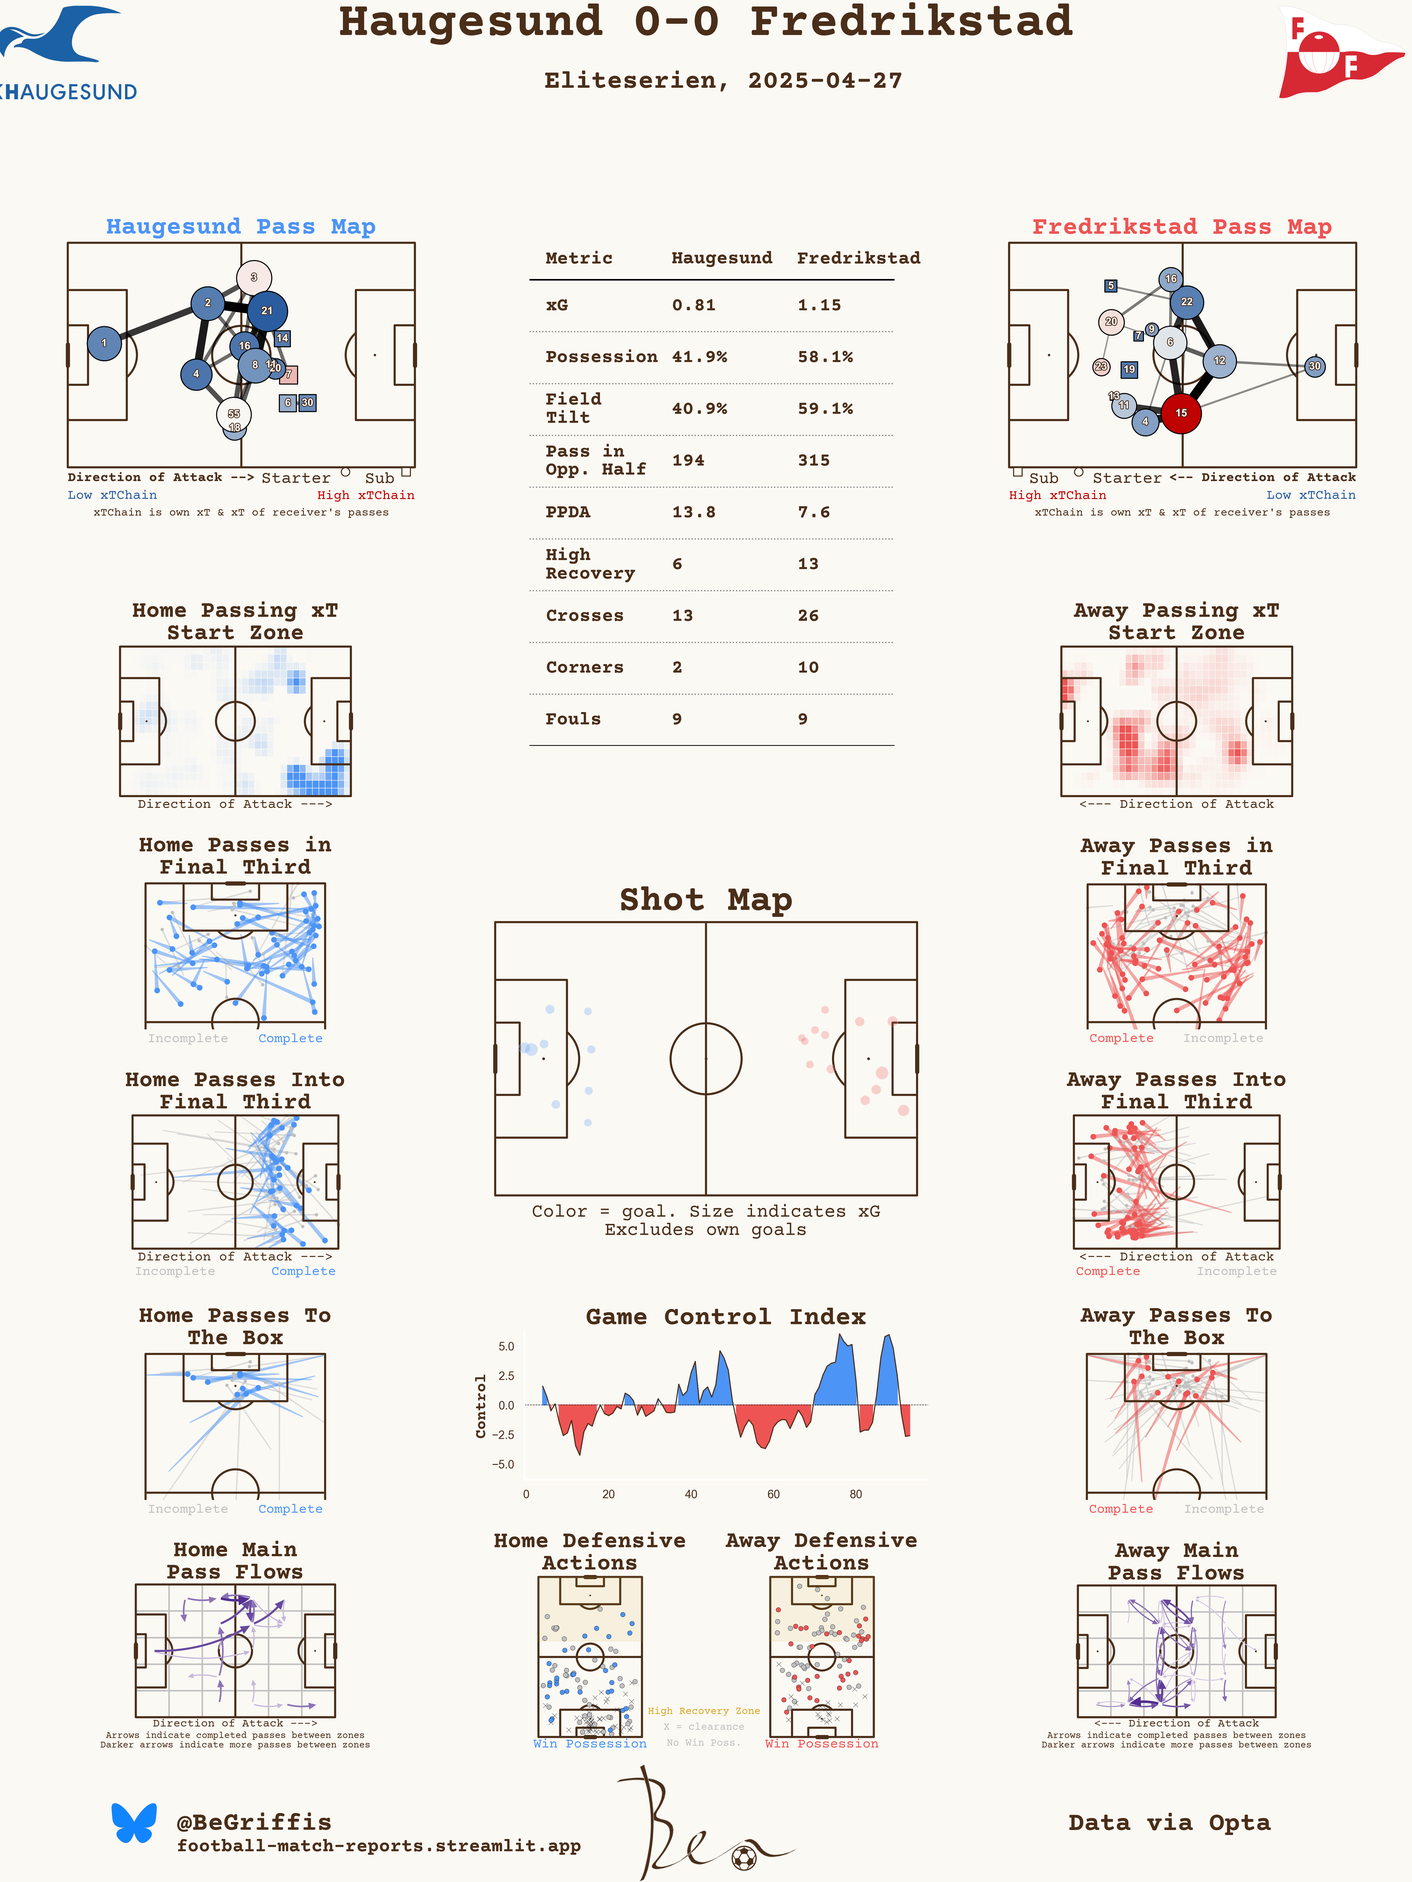 Haugesund 0-0 Fredrikstad
Eliteserien, 2025-04-27
HAUGESUND
F
F
Haugesund Pass Map
3
2
21
1
14
16
8
4
7
6 30
55
18
Direction of Attack --> Starter Sub
Low xTChain High xTChain
xTChain is own xT & xT of receiver's passes
Metric Haugesund Fredrikstad
xG 0.81 1.15
Possession 41.9% 58.1%
Field
Tilt 40.9% 59.1%
Pass in
Opp. Half 194 315
PPDA 13.8 7.6
High
Recovery 6 13
Crosses 13 26
Corners 2 10
Fouls 9 9
Fredrikstad Pass Map
16
5
22
20
7 9
6
12
23 19
30
13
11
15
4
Sub Starter <-- Direction of Attack
High xTChain Low xTChain
xTChain is own xT & xT of receiver's passes
Home Passing xT
Start Zone
Direction of Attack --->
Away Passing xT
Start Zone
<--- Direction of Attack
Home Passes in
Final Third
Incomplete Complete
Away Passes in
Final Third
Complete Incomplete
Shot Map
Color = goal. Size indicates xG
Excludes own goals
Home Passes Into
Final Third
Direction of Attack --->
Incomplete Complete
Away Passes Into
Final Third
<--- Direction of Attack
Complete Incomplete
Home Passes To
The Box
Incomplete Complete
Game Control Index
Control
5.0
2.5
0.0
−2.5
−5.0
0 20 40 60 80
Away Passes To
The Box
Complete Incomplete
Home Main
Pass Flows
Direction of Attack --->
Arrows indicate completed passes between zones
Darker arrows indicate more passes between zones
Home Defensive
Actions
Win Possession
Away Defensive
Actions
Win Possession
High Recovery Zone
X = clearance
No Win Poss.
Away Main
Pass Flows
<--- Direction of Attack
Arrows indicate completed passes between zones
Darker arrows indicate more passes between zones
@BeGriffis
football-match-reports.streamlit.app
Ben
Data via Opta